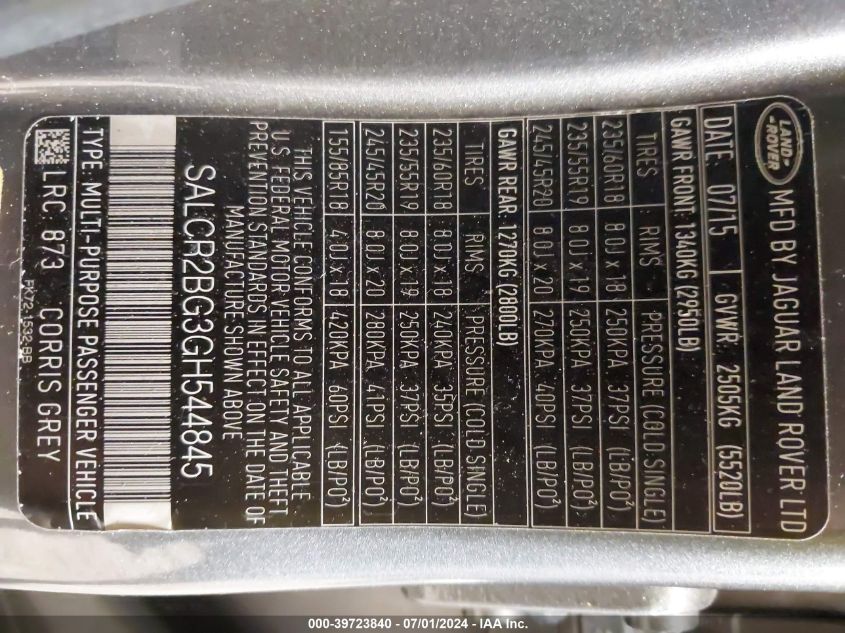 LAND
ROVER
MFD BY JAGUAR LAND ROVER LTD
DATE: 07/15 GVWR: 2505KG (5520LB)
GAWR FRONT: 1340KG (2950LB)
TIRES RIMS PRESSURE (COLD SINGLE)
235/60R18 8.0J x 18 250KPA 37PSI (LB/PO²)
235/55R19 8.0J x 19 250KPA 37PSI (LB/PO²)
245/45R20 8.0J x 20 270KPA 40PSI (LB/PO²)
GAWR REAR: 1270KG (2800LB)
TIRES RIMS PRESSURE (COLD SINGLE)
235/60R18 8.0J x 18 240KPA 35PSI (LB/PO²)
235/55R19 8.0J x 19 250KPA 37PSI (LB/PO²)
245/45R20 8.0J x 20 280KPA 41PSI (LB/PO²)
155/85R18 4.0J x 18 420KPA 60PSI (LB/PO²)
THIS VEHICLE CONFORMS TO ALL APPLICABLE
U.S. FEDERAL MOTOR VEHICLE SAFETY AND THEFT
PREVENTION STANDARDS IN EFFECT ON THE DATE OF
MANUFACTURE SHOWN ABOVE
SALCR2BG3GH544845
TYPE: MULTI-PURPOSE PASSENGER VEHICLE
LRC 873 CORRIS GREY
000-39723840 - 07/01/2024 - IAA Inc.